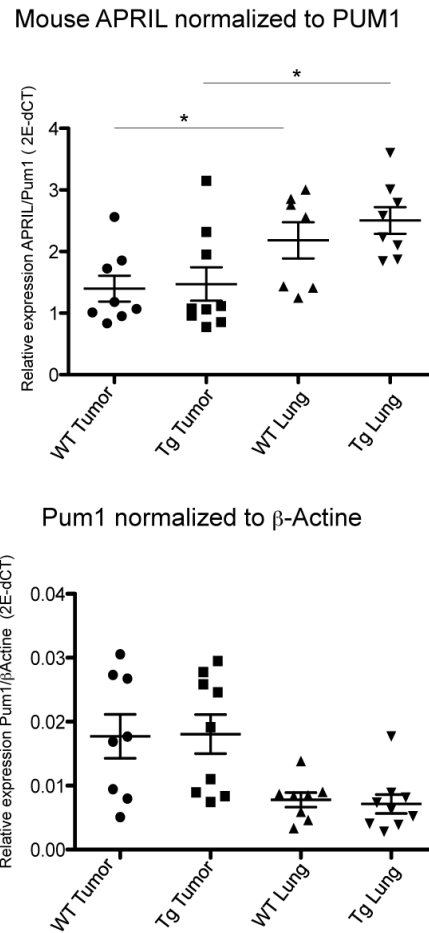 Mouse APRIL normalized to PUM1
*
*
Relative expression APRIL/Pum1 ( 2E-dCT)
4
3
2
1
0
WT Tumor
Tg Tumor
WT Lung
Tg Lung
Pum1 normalized to β-Actine
Relative expression Pum1/βActine (2E-dCT)
0.04
0.03
0.02
0.01
0.00
WT Tumor
Tg Tumor
WT Lung
Tg Lung